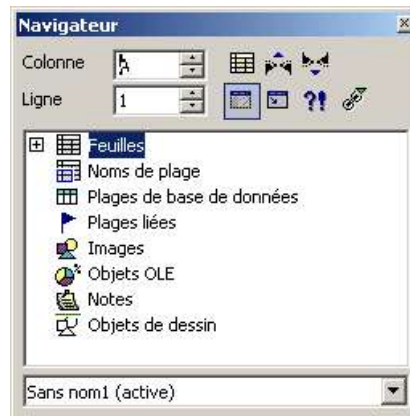 Navigateur
Colonne A
Ligne 1
Feuilles
Noms de plage
Plages de base de données
Plages liées
Images
Objets OLE
Notes
Objets de dessin
Sans nom1 (active)